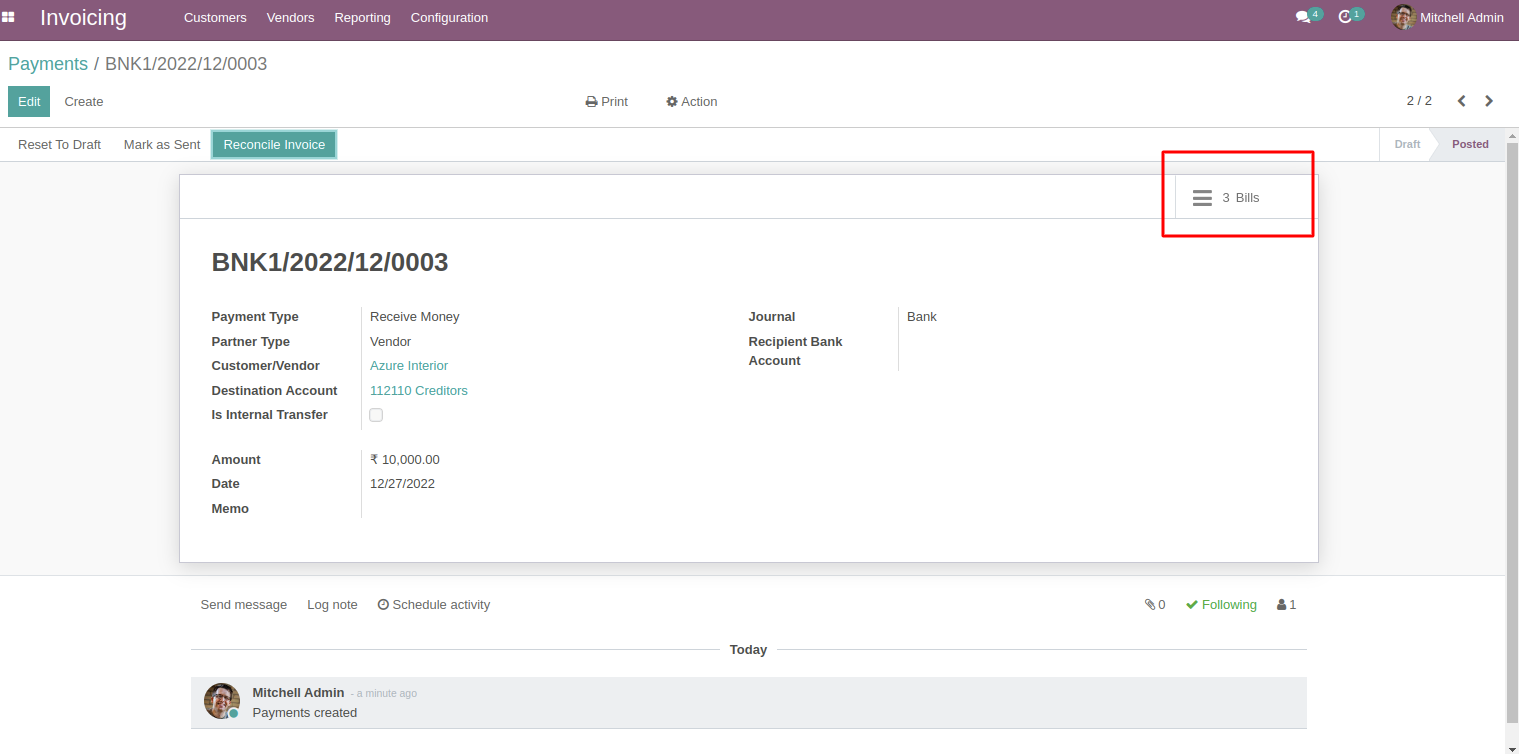 Invoicing Customers Vendors Reporting Configuration 4 1 Mitchell Admin
Payments / BNK1/2022/12/0003
Edit Create Print Action 2 / 2
Reset To Draft Mark as Sent Reconcile Invoice Draft Posted
3 Bills
BNK1/2022/12/0003
Payment Type Receive Money Journal Bank
Partner Type Vendor Recipient Bank
Customer/Vendor Azure Interior Account
Destination Account 112110 Creditors
Is Internal Transfer
Amount ₹ 10,000.00
Date 12/27/2022
Memo
Send message Log note Schedule activity 0 Following 1
Today
Mitchell Admin - a minute ago
Payments created